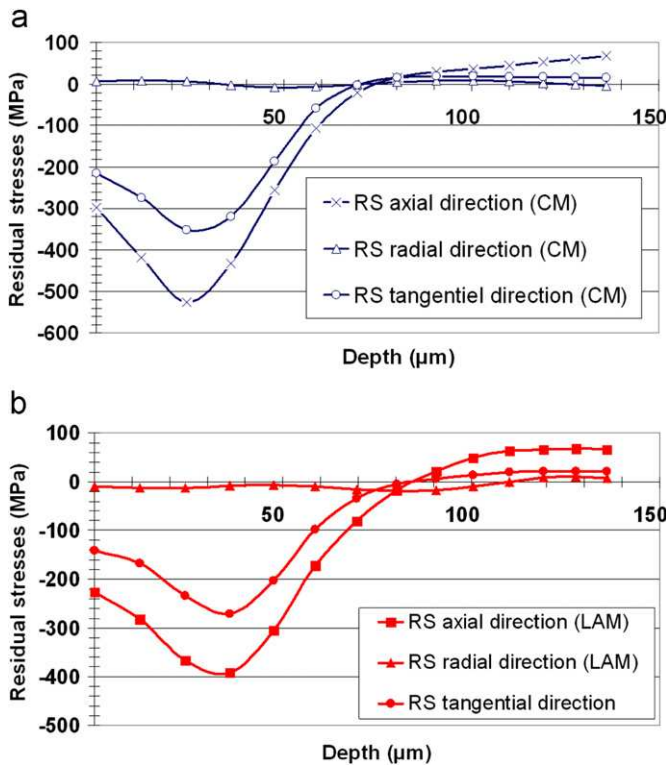 a
100
0
-100
-200
-300
-400
-500
-600
50
100
150
Residual stresses (MPa)
RS axial direction (CM)
RS radial direction (CM)
RS tangentiel direction (CM)
Depth (µm)
b
100
0
-100
-200
-300
-400
-500
50
100
150
Residual stresses (MPa)
RS axial direction (LAM)
RS radial direction (LAM)
RS tangential direction
Depth (µm)